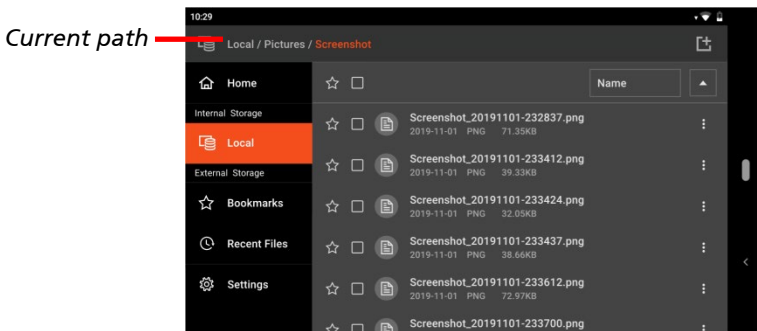 10:29
Current path
Local / Pictures / Screenshot
Home
Name
Internal Storage
Local
External Storage
Bookmarks
Recent Files
Settings
Screenshot_20191101-232837.png
2019-11-01 PNG 71.35KB
Screenshot_20191101-233412.png
2019-11-01 PNG 39.33KB
Screenshot_20191101-233424.png
2019-11-01 PNG 32.05KB
Screenshot_20191101-233437.png
2019-11-01 PNG 38.66KB
Screenshot_20191101-233612.png
2019-11-01 PNG 72.97KB
Screenshot_20191101-233700.png